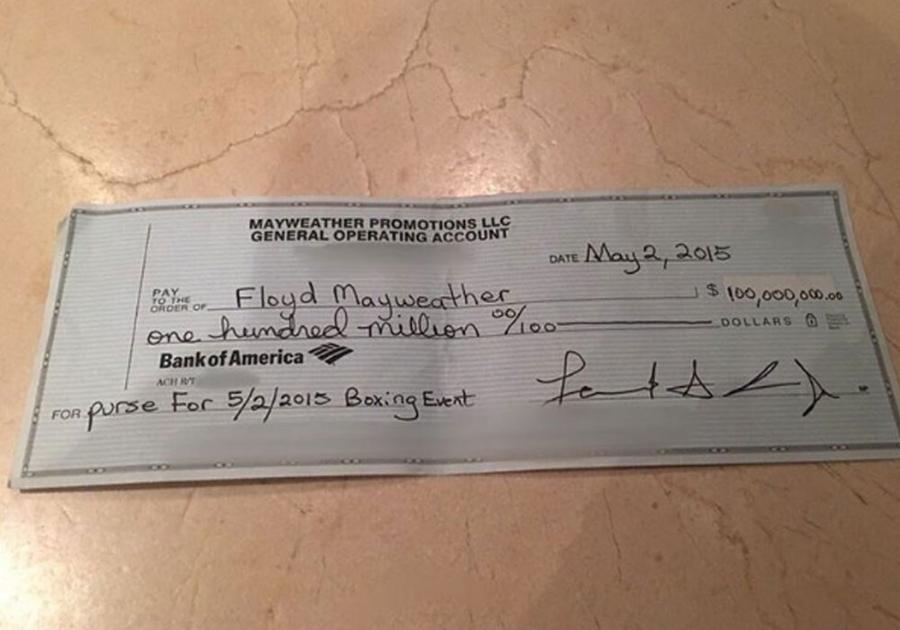 MAYWEATHER PROMOTIONS LLC
GENERAL OPERATING ACCOUNT
DATE May 2, 2015
PAY TO THE ORDER OF Floyd Mayweather $ 100,000,000.00
one hundred million 00/100 DOLLARS
Bank of America
ACH R/T
FOR purse For 5/2/2015 Boxing Event